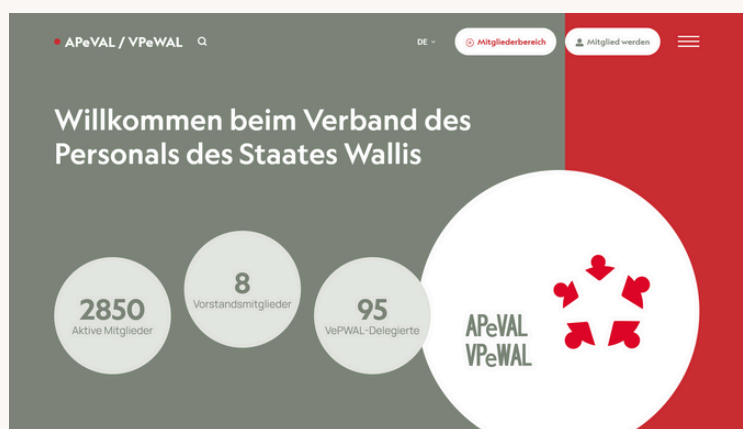 APeVAL / VPeWAL
DE
Mitgliederbereich
Mitglied werden
Willkommen beim Verband des
Personals des Staates Wallis
2850
Aktive Mitglieder
8
Vorstandsmitglieder
95
VePWAL-Delegierte
APeVAL
VPeWAL